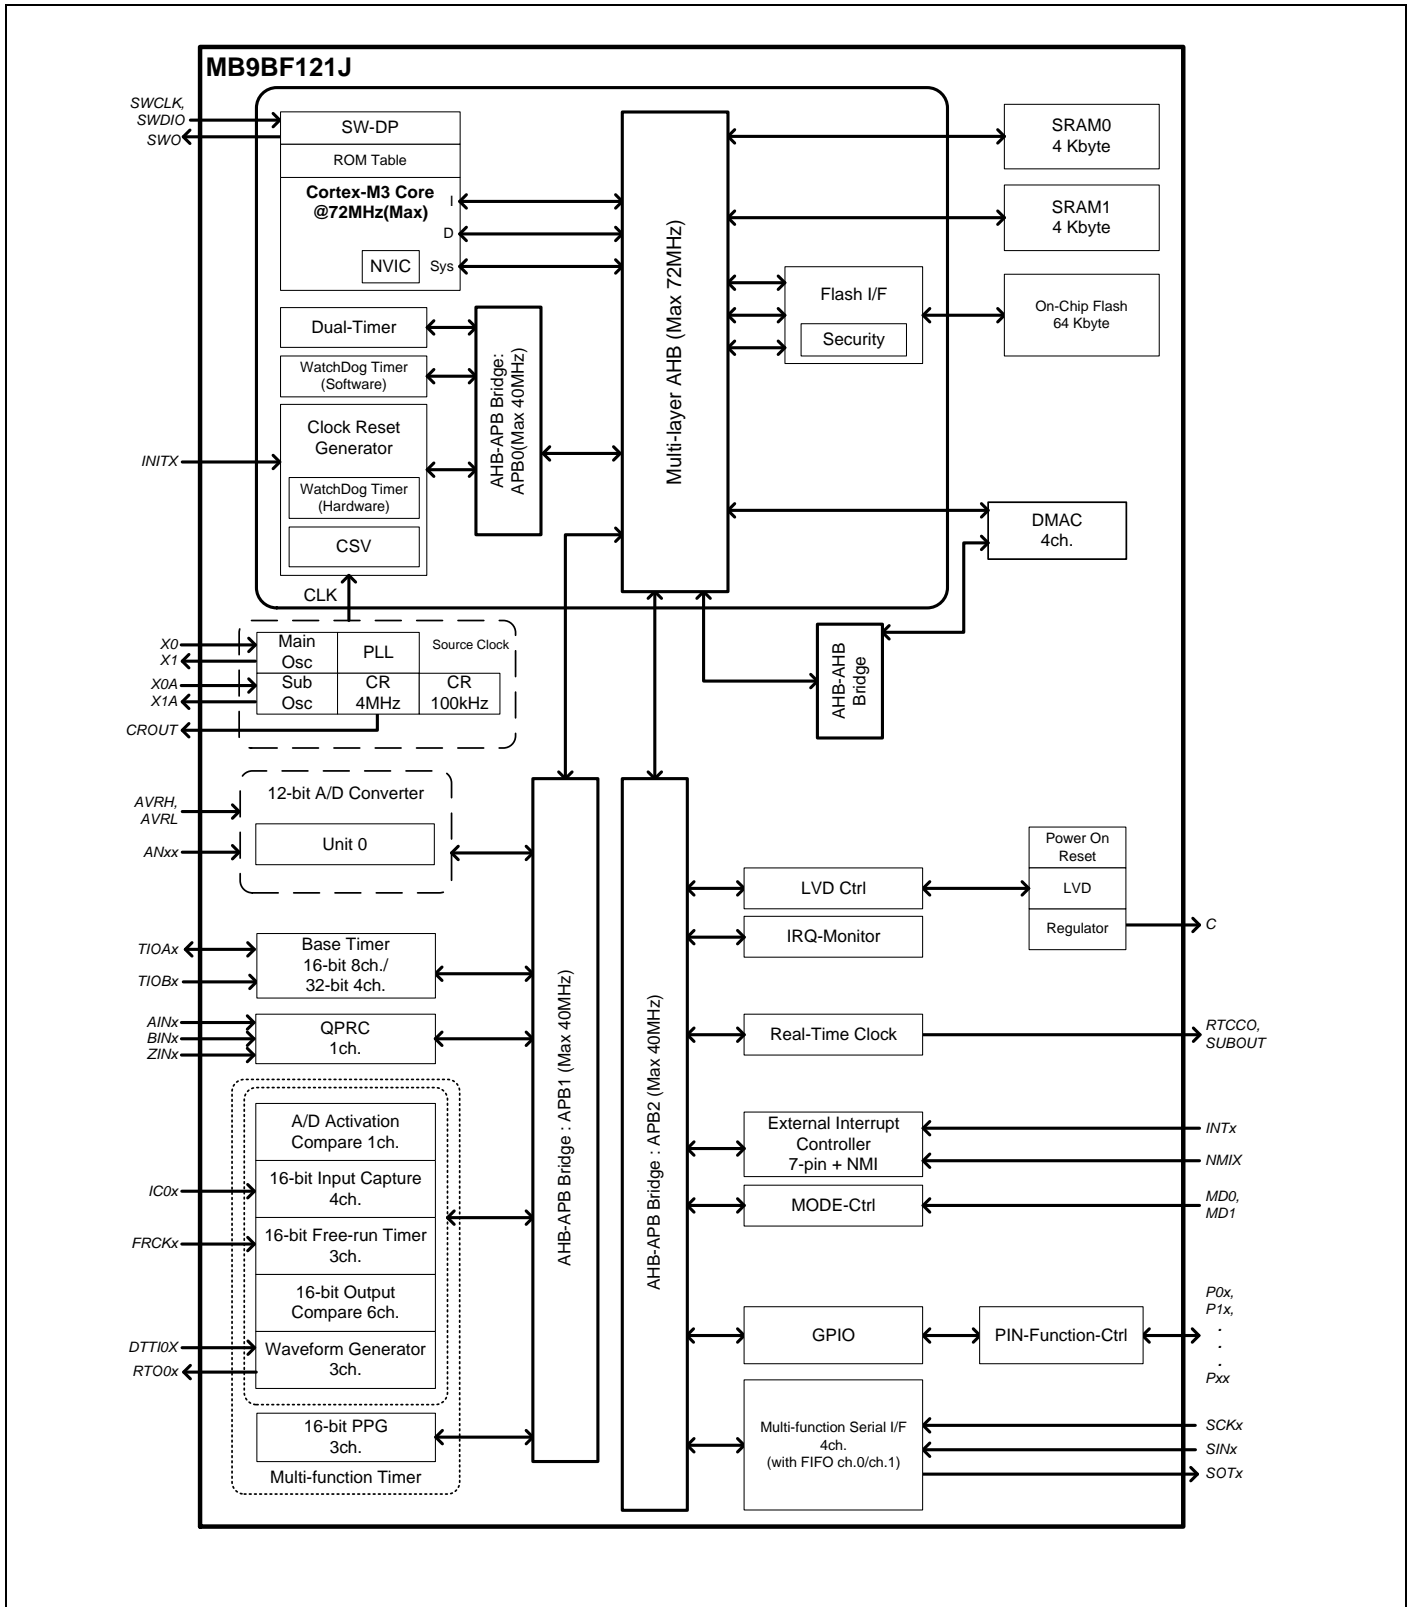 MB9BF121J
SWCLK,
SWDIO
SWO
SW-DP
ROM Table
Cortex-M3 Core
@72MHz(Max)
I
D
Sys
NVIC
Multi-layer AHB (Max 72MHz)
SRAM0
4 Kbyte
SRAM1
4 Kbyte
Flash I/F
Security
On-Chip Flash
64 Kbyte
Dual-Timer
WatchDog Timer
(Software)
AHB-APB Bridge:
APB0(Max 40MHz)
INITX
Clock Reset
Generator
WatchDog Timer
(Hardware)
CSV
CLK
DMAC
4ch.
AHB-AHB
Bridge
X0
X1
X0A
X1A
CROUT
Main
Osc
PLL
Source Clock
Sub
Osc
CR
4MHz
CR
100kHz
AVRH,
AVRL
ANxx
12-bit A/D Converter
Unit 0
AHB-APB Bridge : APB1 (Max 40MHz)
AHB-APB Bridge : APB2 (Max 40MHz)
TIOAx
TIOBx
Base Timer
16-bit 8ch./
32-bit 4ch.
AINx
BINx
ZINx
QPRC
1ch.
A/D Activation
Compare 1ch.
IC0x
16-bit Input Capture
4ch.
FRCKx
16-bit Free-run Timer
3ch.
16-bit Output
Compare 6ch.
DTTI0X
RTO0x
Waveform Generator
3ch.
16-bit PPG
3ch.
Multi-function Timer
LVD Ctrl
Power On
Reset
LVD
Regulator
C
IRQ-Monitor
Real-Time Clock
RTCCO,
SUBOUT
External Interrupt
Controller
7-pin + NMI
INTx
NMIX
MODE-Ctrl
MD0,
MD1
GPIO
PIN-Function-Ctrl
P0x,
P1x,
.
.
.
Pxx
Multi-function Serial I/F
4ch.
(with FIFO ch.0/ch.1)
SCKx
SINx
SOTx